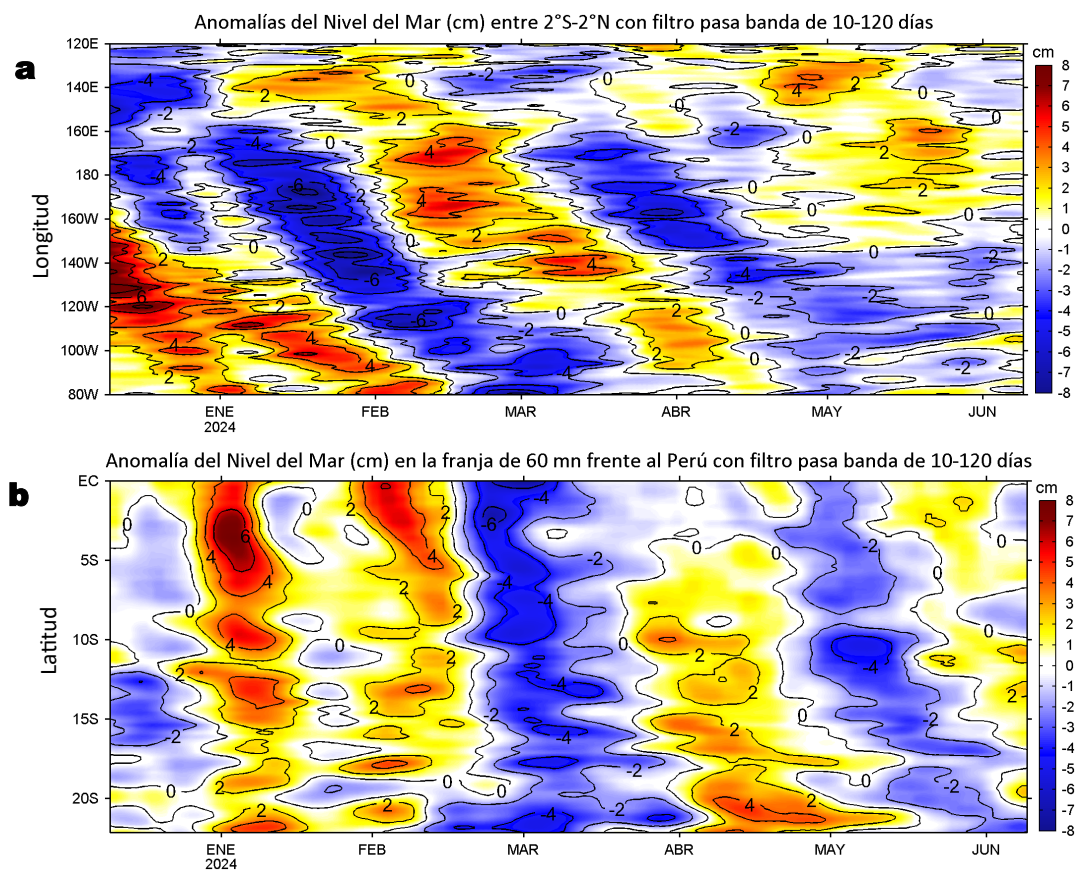 Anomalías del Nivel del Mar (cm) entre 2°S-2°N con filtro pasa banda de 10-120 días
a
cm
Longitud
120E
140E
160E
180
160W
140W
120W
100W
80W
ENE
2024
FEB
MAR
ABR
MAY
JUN
8
7
6
5
4
3
2
1
0
-1
-2
-3
-4
-5
-6
-7
-8
Anomalía del Nivel del Mar (cm) en la franja de 60 mn frente al Perú con filtro pasa banda de 10-120 días
b
cm
Latitud
EC
5S
10S
15S
20S
ENE
2024
FEB
MAR
ABR
MAY
JUN
8
7
6
5
4
3
2
1
0
-1
-2
-3
-4
-5
-6
-7
-8